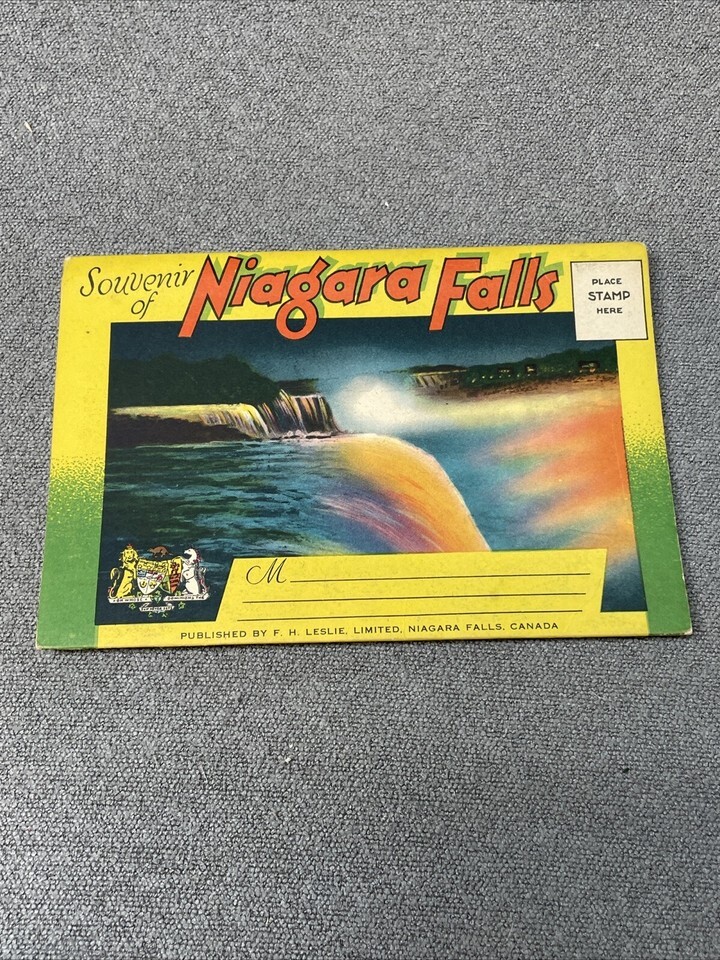 Souvenir
of
Niagara Falls
PLACE
STAMP
HERE
M
PUBLISHED BY F. H. LESLIE, LIMITED, NIAGARA FALLS, CANADA